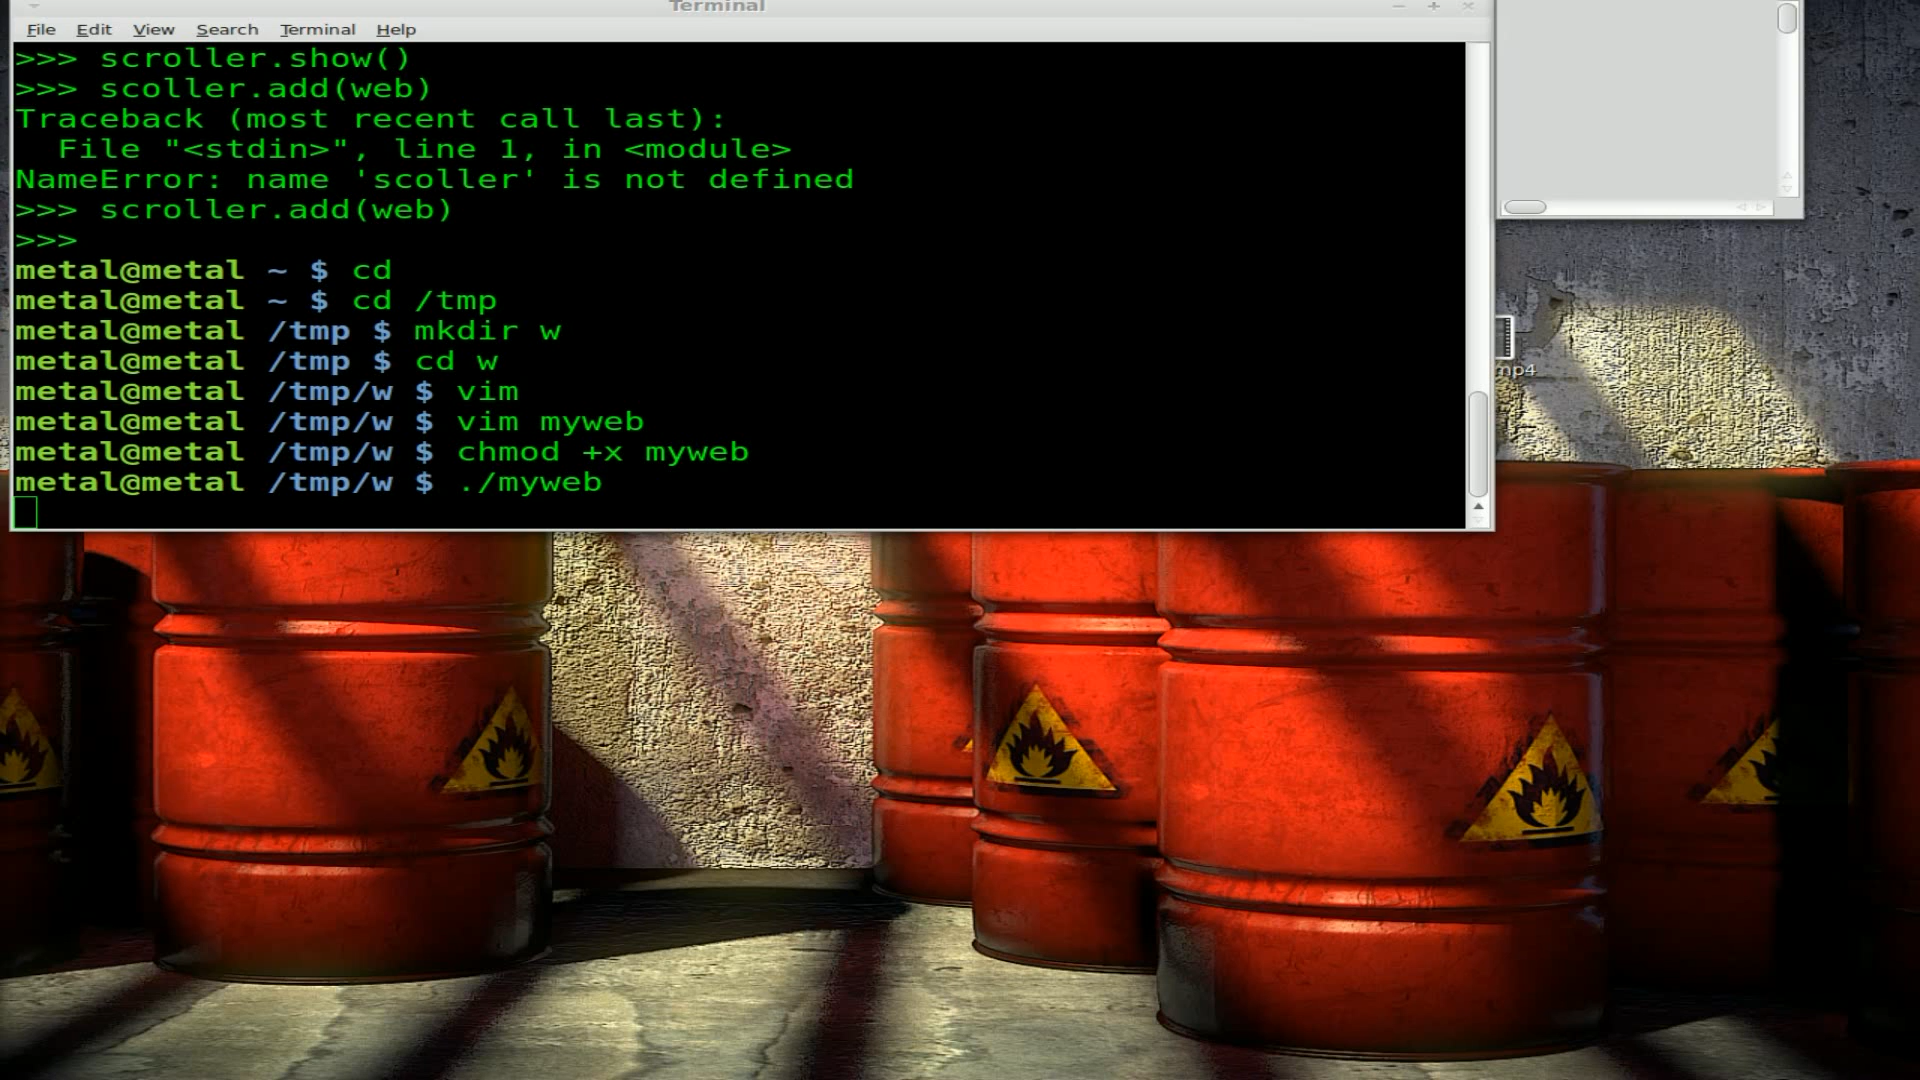 Terminal
File Edit View Search Terminal Help
>>> scroller.show()
>>> scoller.add(web)
Traceback (most recent call last):
  File "<stdin>", line 1, in <module>
NameError: name 'scoller' is not defined
>>> scroller.add(web)
>>>
metal@metal ~ $ cd
metal@metal ~ $ cd /tmp
metal@metal /tmp $ mkdir w
metal@metal /tmp $ cd w
metal@metal /tmp/w $ vim
metal@metal /tmp/w $ vim myweb
metal@metal /tmp/w $ chmod +x myweb
metal@metal /tmp/w $ ./myweb
mp4